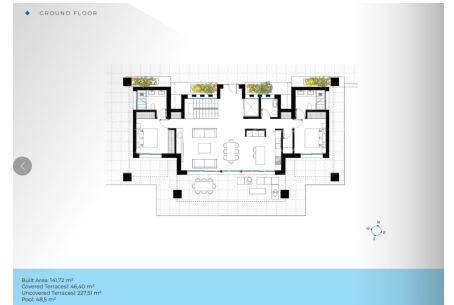 GROUND FLOOR
Built Area: 141,72 m²
Covered Terraces: 46,40 m²
Uncovered Terraces: 227,51 m²
Pool: 48,5 m²